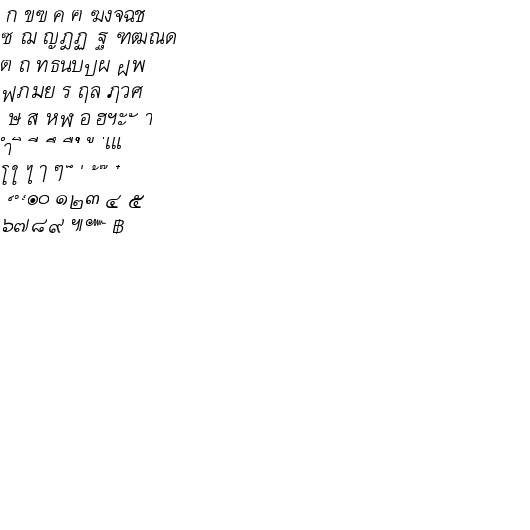 ก ขฃ ค ฅ ฆงจฉช
ซ ฌ ญฎฏ ฐ ฑฒณด
ต ถ ทธนบปผ ฝพ
ฟภมย ร ฤล ฦวศ
ษ ส หฬ อ ฮฯะ ั า
ำ ิ ี ึ ื ุ ู ฺ เแ
โใ ไ ๅ ๆ ็ ่ ้ ๊ ๋
์ ํ ๎ ๏๐ ๑๒๓ ๔ ๕
๖๗๘๙ ๚๛ ฿